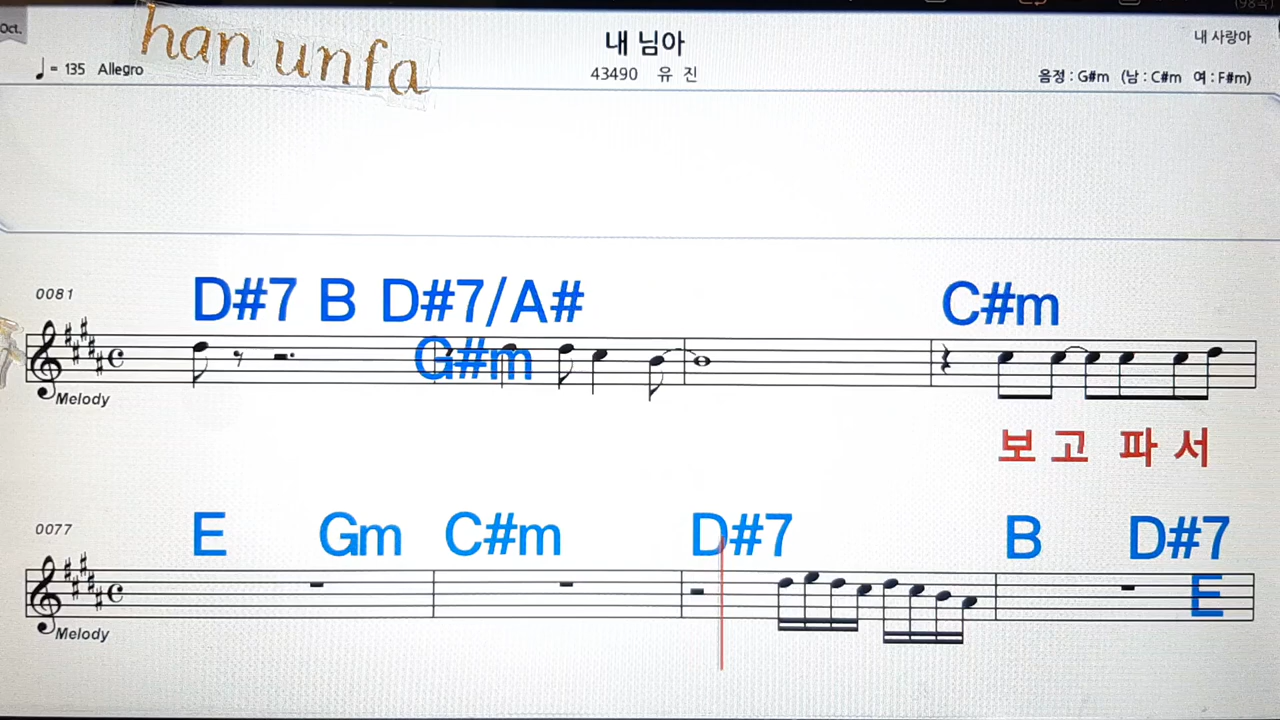 Oct.
han unfa
내 님아
내 사랑아
♩= 135 Allegro
43490 유 진
음정 : G#m (남 : C#m 여 : F#m)
0081
D#7 B D#7/A# C#m
G#m
Melody
보 고 파 서
0077
E Gm C#m D#7 B D#7
E
Melody